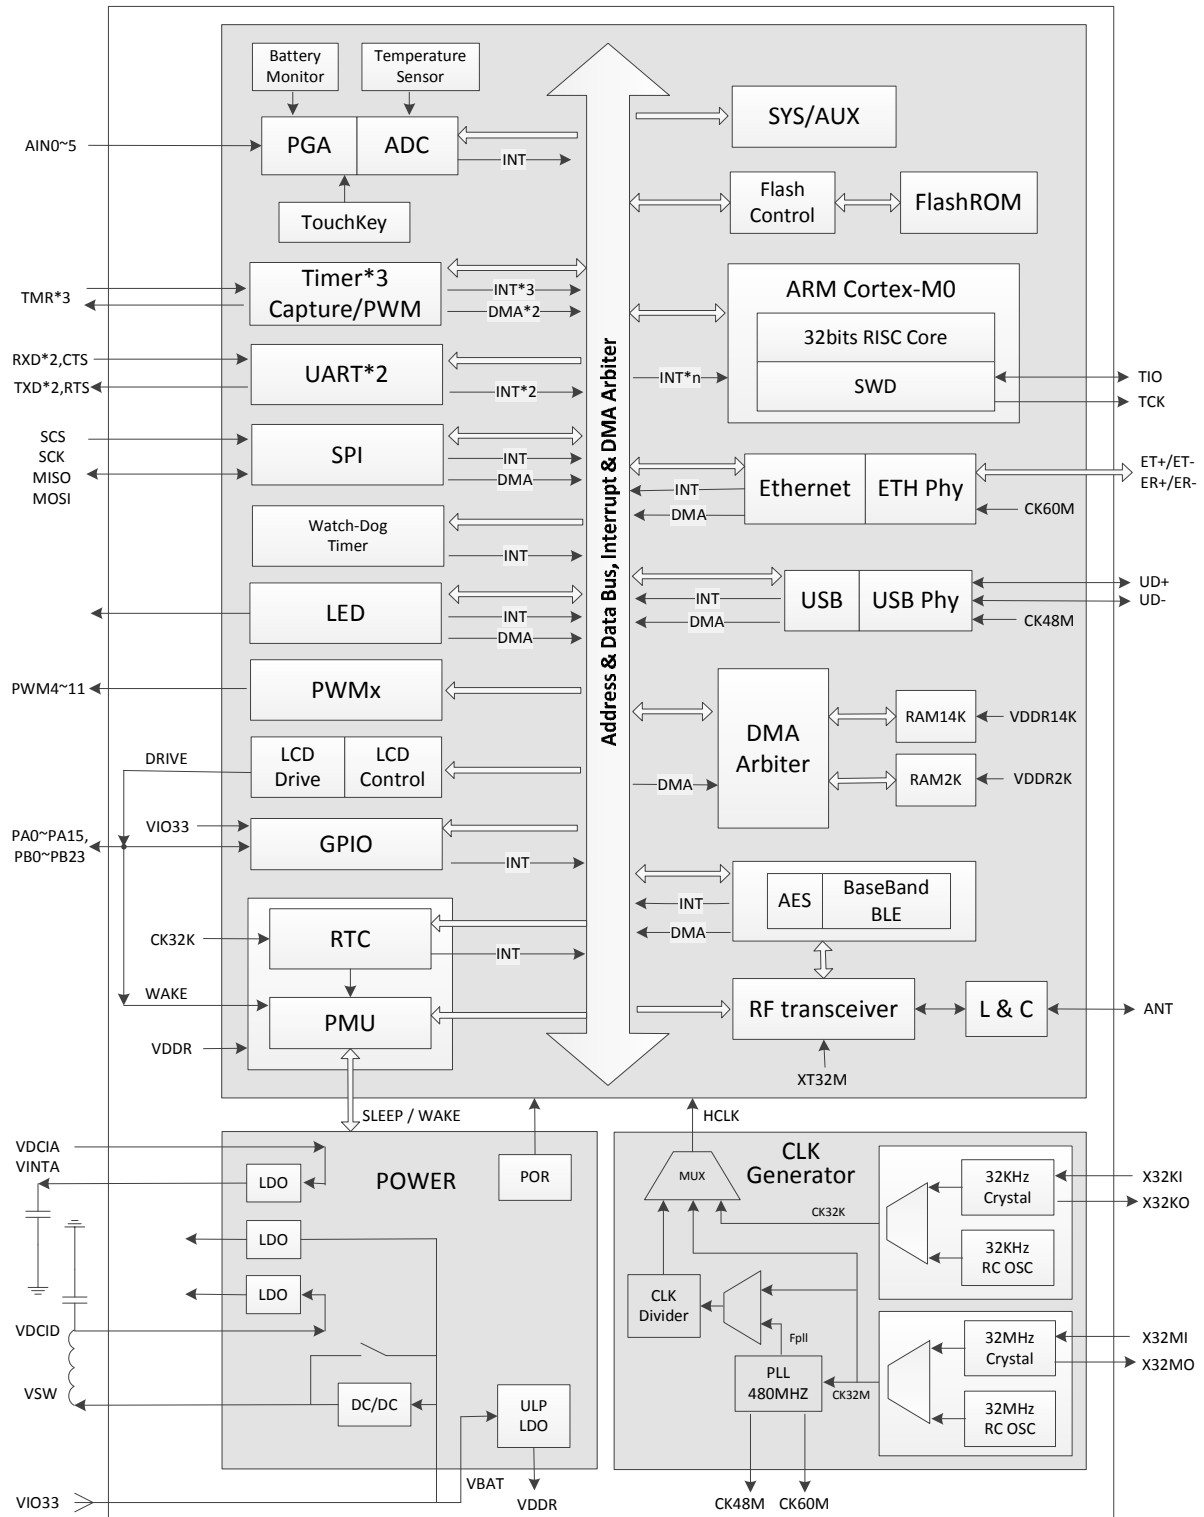 Battery
Monitor
Temperature
Sensor
AIN0~5
PGA
ADC
INT
TouchKey
Timer*3
Capture/PWM
TMR*3
INT*3
DMA*2
RXD*2,CTS
TXD*2,RTS
UART*2
INT*2
SCS
SCK
MISO
MOSI
SPI
INT
DMA
Watch-Dog
Timer
INT
LED
INT
DMA
PWM4~11
PWMx
DRIVE
LCD
Drive
LCD
Control
VIO33
PA0~PA15,
PB0~PB23
GPIO
INT
CK32K
RTC
INT
WAKE
PMU
VDDR
Address & Data Bus, Interrupt & DMA Arbiter
SYS/AUX
Flash
Control
FlashROM
ARM Cortex-M0
32bits RISC Core
SWD
INT*n
TIO
TCK
Ethernet
ETH Phy
INT
DMA
ET+/ET-
ER+/ER-
CK60M
USB
USB Phy
INT
DMA
UD+
UD-
CK48M
DMA
Arbiter
DMA
RAM14K
VDDR14K
RAM2K
VDDR2K
AES
BaseBand
BLE
INT
DMA
RF transceiver
L & C
ANT
XT32M
SLEEP / WAKE
HCLK
VDCIA
VINTA
LDO
POWER
POR
LDO
LDO
VDCID
VSW
DC/DC
ULP
LDO
VBAT
VDDR
VIO33
CLK
Generator
MUX
CK32K
32KHz
Crystal
32KHz
RC OSC
X32KI
X32KO
CLK
Divider
Fpll
PLL
480MHZ
CK32M
32MHz
Crystal
32MHz
RC OSC
X32MI
X32MO
CK48M
CK60M